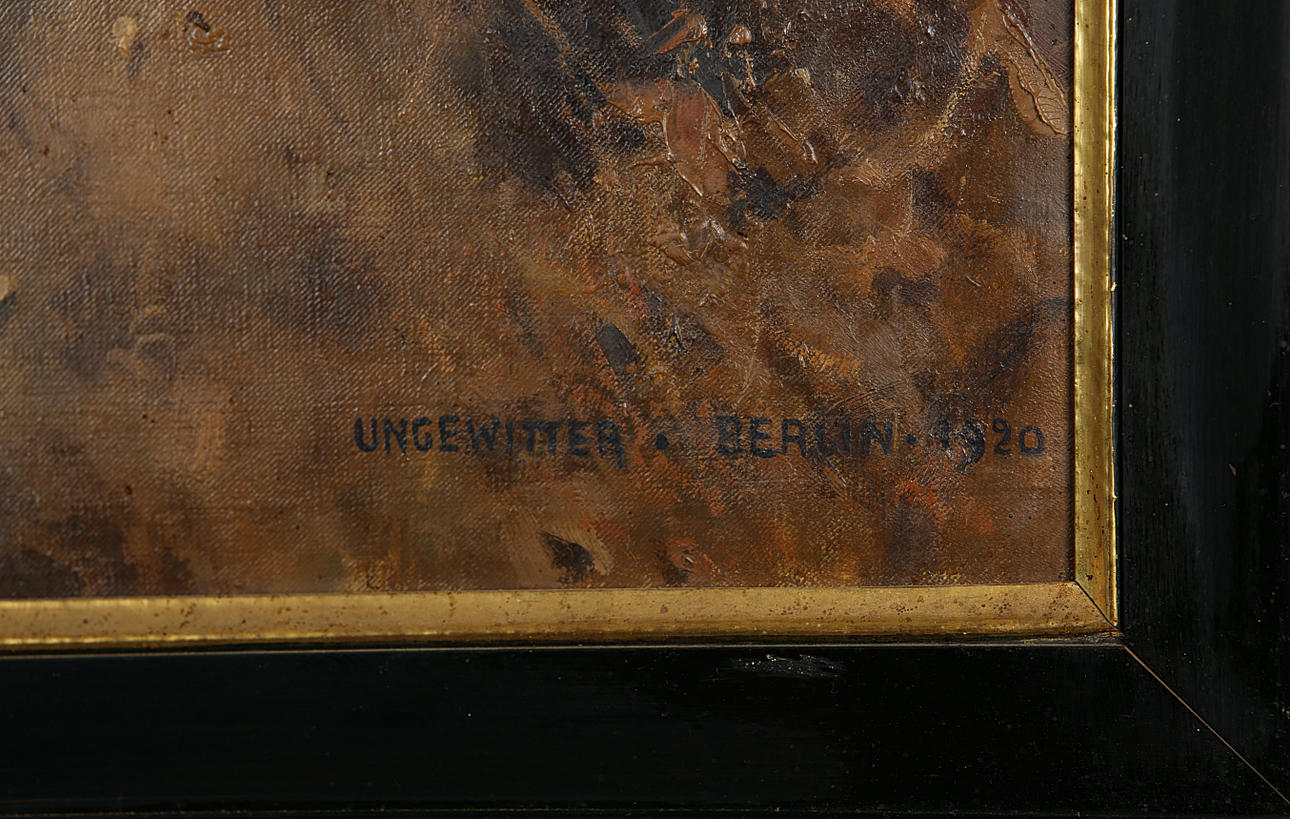 UNGEWITTER • BERLIN • 1920